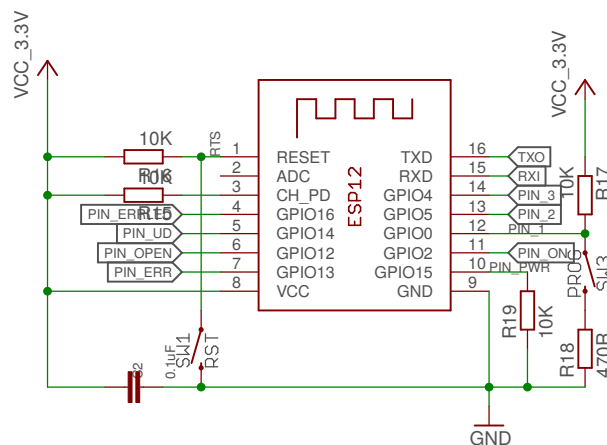 VCC_3.3V
VCC_3.3V
10K
RTS
10K
R15
PIN_UD
PIN_OPEN
PIN_ERR
1
2
3
4
5
6
7
8
RESET
ADC
CH_PD
GPIO16
GPIO14
GPIO12
GPIO13
VCC
ESP12
TXD
RXD
GPIO4
GPIO5
GPIO0
GPIO2
GPIO15
GND
16
15
14
13
12
11
10
9
TXO
RXI
PIN_3
PIN_2
PIN_1
PIN_ON
PIN_PWR
10K
R17
PROG
SW3
R19
10K
R18
470R
0.1uF
SW1
RST
GND